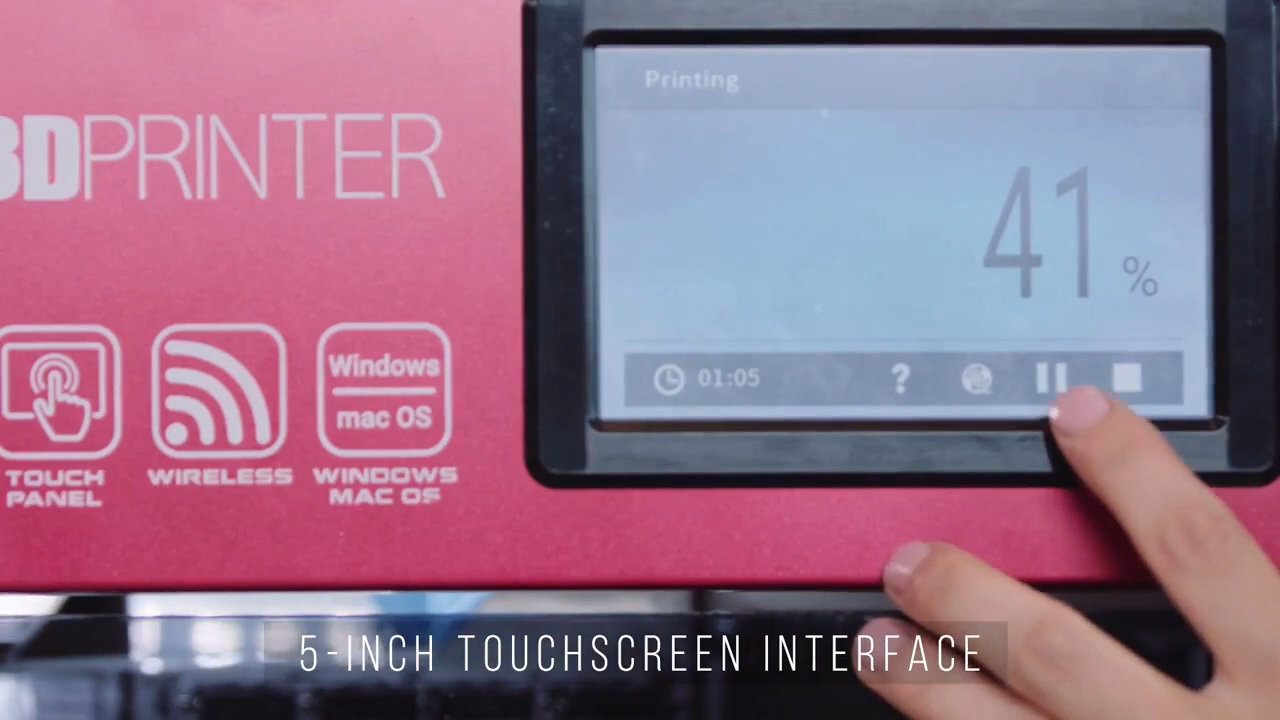 3DPRINTER
Windows
mac OS
TOUCH
PANEL
WIRELESS
WINDOWS
MAC OS
Printing
41 %
01:05
?
5-INCH TOUCHSCREEN INTERFACE